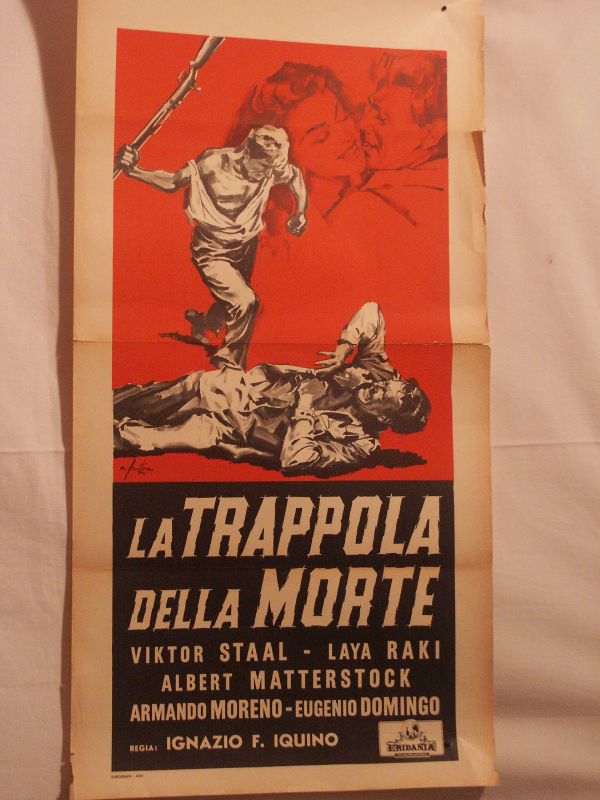 LA TRAPPOLA
DELLA MORTE
VIKTOR STAAL - LAYA RAKI
ALBERT MATTERSTOCK
ARMANDO MORENO - EUGENIO DOMINGO
REGIA: IGNAZIO F. IQUINO
ERIDANIA